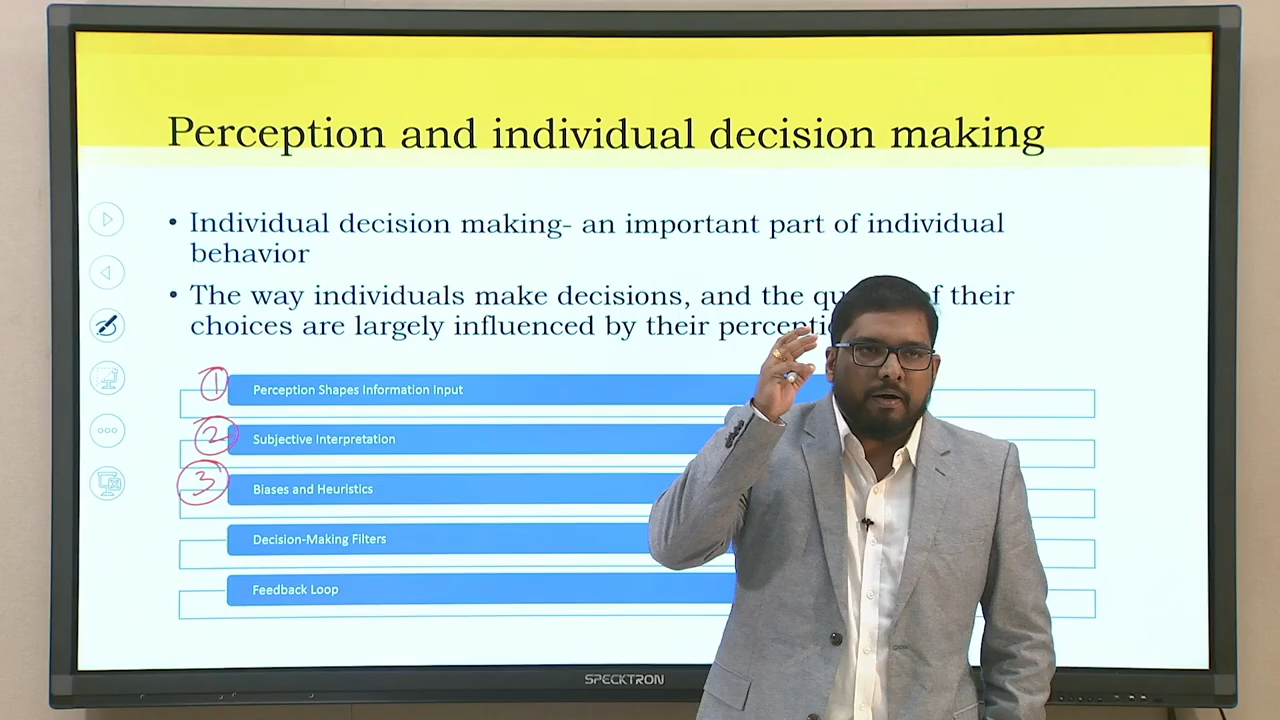 Perception and individual decision making
• Individual decision making- an important part of individual
behavior
• The way individuals make decisions, and the of their
choices are largely influenced by their
1 Perception Shapes Information Input
2 Subjective Interpretation
3 Biases and Heuristics
Decision-Making Filters
Feedback Loop
SPECKTRON